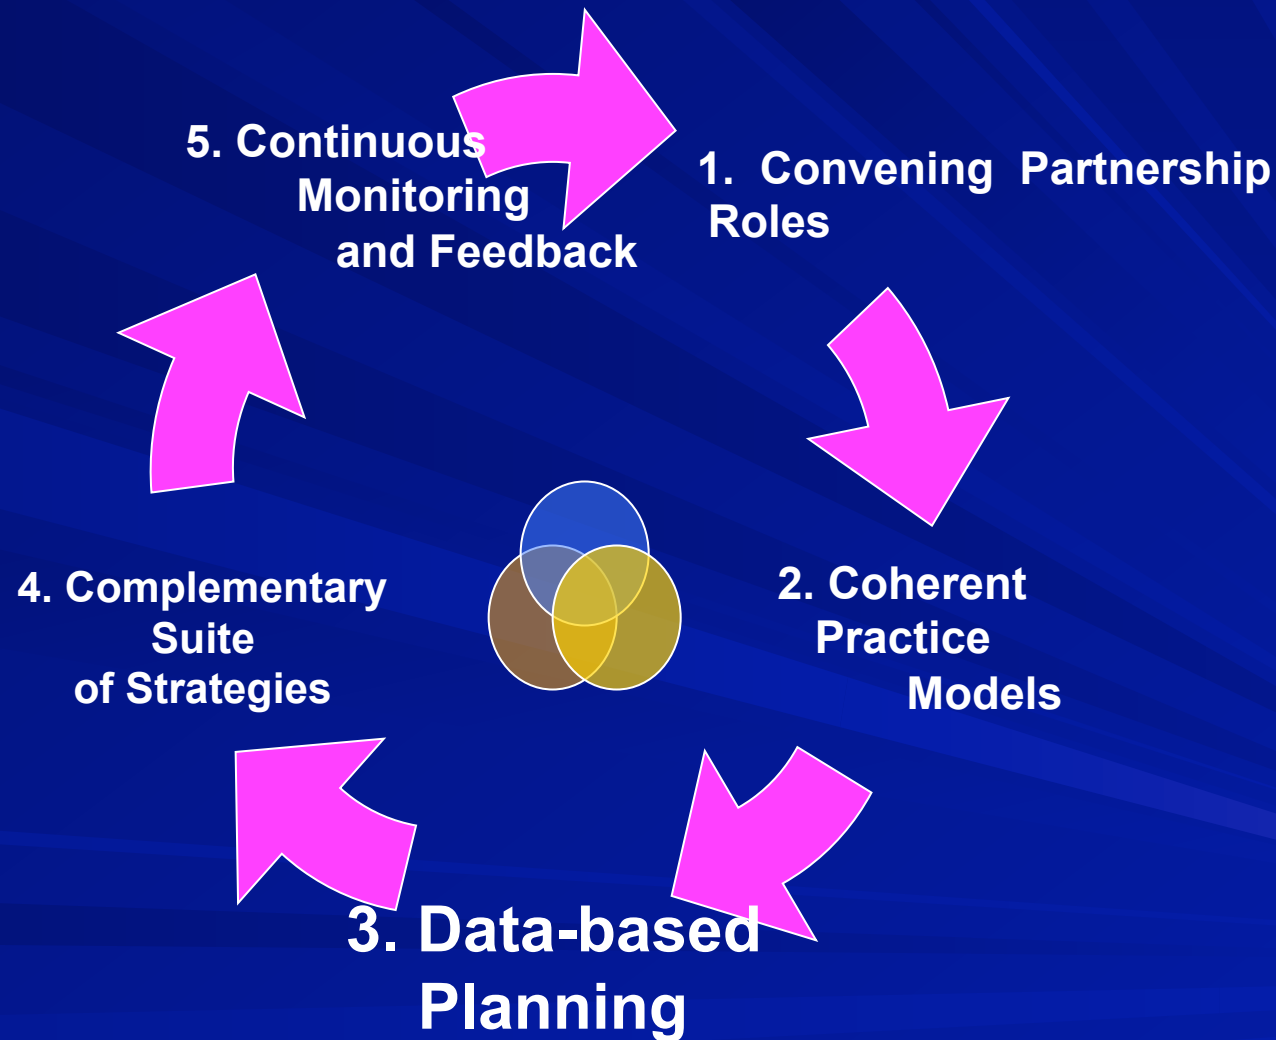 1. Convening Partnership
Roles
2. Coherent
Practice
Models
3. Data-based
Planning
4. Complementary
Suite
of Strategies
5. Continuous
Monitoring
and Feedback